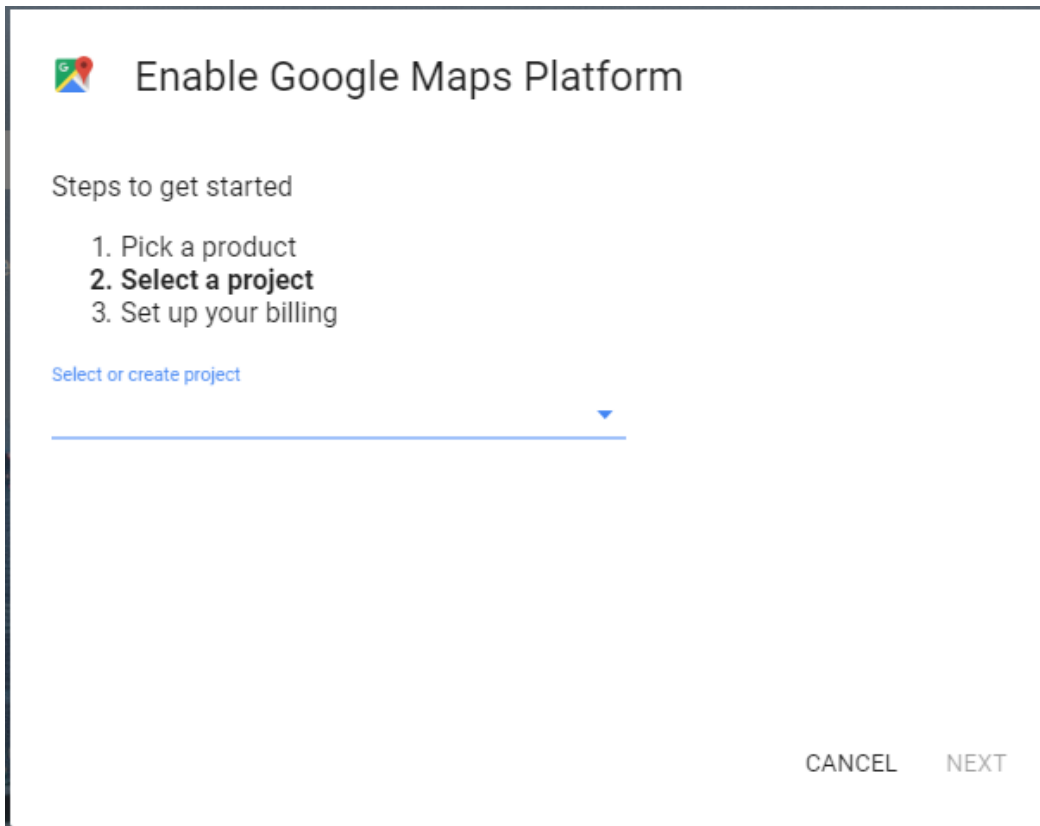 Enable Google Maps Platform
Steps to get started
1. Pick a product
2. Select a project
3. Set up your billing
Select or create project
CANCEL NEXT